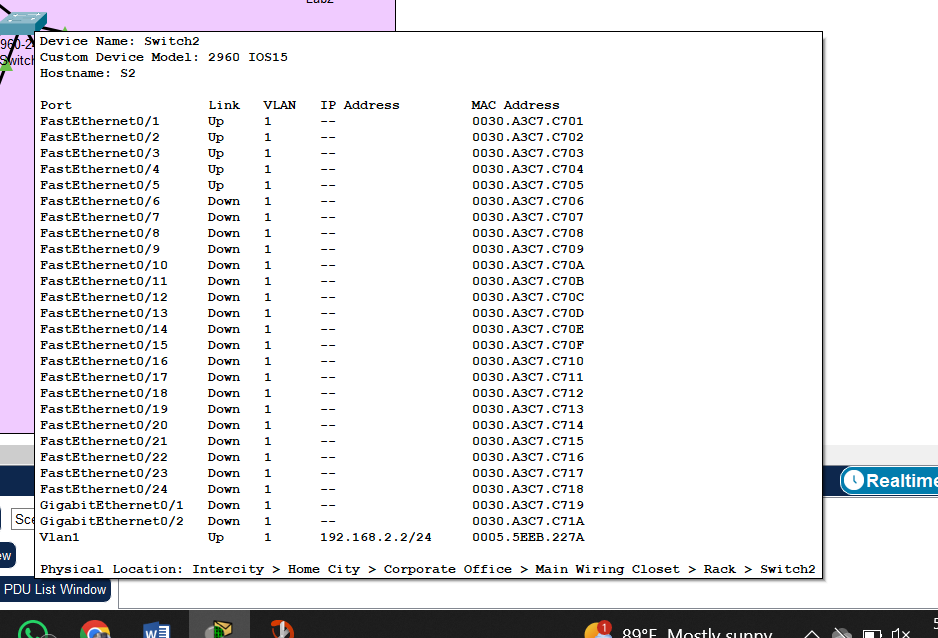 Lab2
960-2
Switch
Device Name: Switch2
Custom Device Model: 2960 IOS15
Hostname: S2
Port Link VLAN IP Address MAC Address
FastEthernet0/1 Up 1 -- 0030.A3C7.C701
FastEthernet0/2 Up 1 -- 0030.A3C7.C702
FastEthernet0/3 Up 1 -- 0030.A3C7.C703
FastEthernet0/4 Up 1 -- 0030.A3C7.C704
FastEthernet0/5 Up 1 -- 0030.A3C7.C705
FastEthernet0/6 Down 1 -- 0030.A3C7.C706
FastEthernet0/7 Down 1 -- 0030.A3C7.C707
FastEthernet0/8 Down 1 -- 0030.A3C7.C708
FastEthernet0/9 Down 1 -- 0030.A3C7.C709
FastEthernet0/10 Down 1 -- 0030.A3C7.C70A
FastEthernet0/11 Down 1 -- 0030.A3C7.C70B
FastEthernet0/12 Down 1 -- 0030.A3C7.C70C
FastEthernet0/13 Down 1 -- 0030.A3C7.C70D
FastEthernet0/14 Down 1 -- 0030.A3C7.C70E
FastEthernet0/15 Down 1 -- 0030.A3C7.C70F
FastEthernet0/16 Down 1 -- 0030.A3C7.C710
FastEthernet0/17 Down 1 -- 0030.A3C7.C711
FastEthernet0/18 Down 1 -- 0030.A3C7.C712
FastEthernet0/19 Down 1 -- 0030.A3C7.C713
FastEthernet0/20 Down 1 -- 0030.A3C7.C714
FastEthernet0/21 Down 1 -- 0030.A3C7.C715
FastEthernet0/22 Down 1 -- 0030.A3C7.C716
FastEthernet0/23 Down 1 -- 0030.A3C7.C717
FastEthernet0/24 Down 1 -- 0030.A3C7.C718
GigabitEthernet0/1 Down 1 -- 0030.A3C7.C719
GigabitEthernet0/2 Down 1 -- 0030.A3C7.C71A
Vlan1 Up 1 192.168.2.2/24 0005.5EEB.227A
Physical Location: Intercity > Home City > Corporate Office > Main Wiring Closet > Rack > Switch2
Realtime
Sce
ew
PDU List Window
1
89°F Mostly sunny